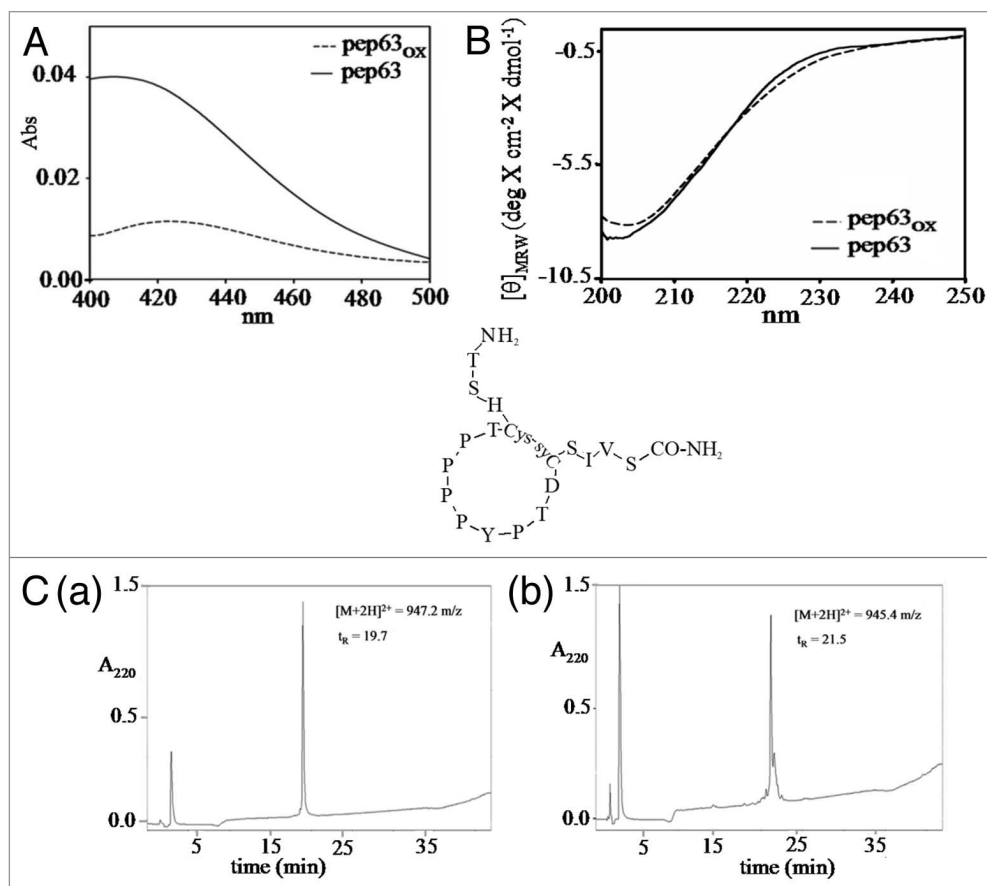 A
pep63ox
pep63
0.04
0.02
0.00
Abs
400 420 440 460 480 500
nm
B
pep63ox
pep63
-0.5
-5.5
-10.5
[θ]MRW (deg X cm-2 X dmol-1)
200 210 220 230 240 250
nm
NH2
T
S
H
P P T-Cys-syC S I V S CO-NH2
P D
P T
P Y P
C (a)
1.5
[M+2H]2+ = 947.2 m/z
tR = 19.7
A220
0.5
0.0
5 15 25 35
time (min)
(b)
1.5
[M+2H]2+ = 945.4 m/z
tR = 21.5
A220
0.5
0.0
5 15 25 35
time (min)